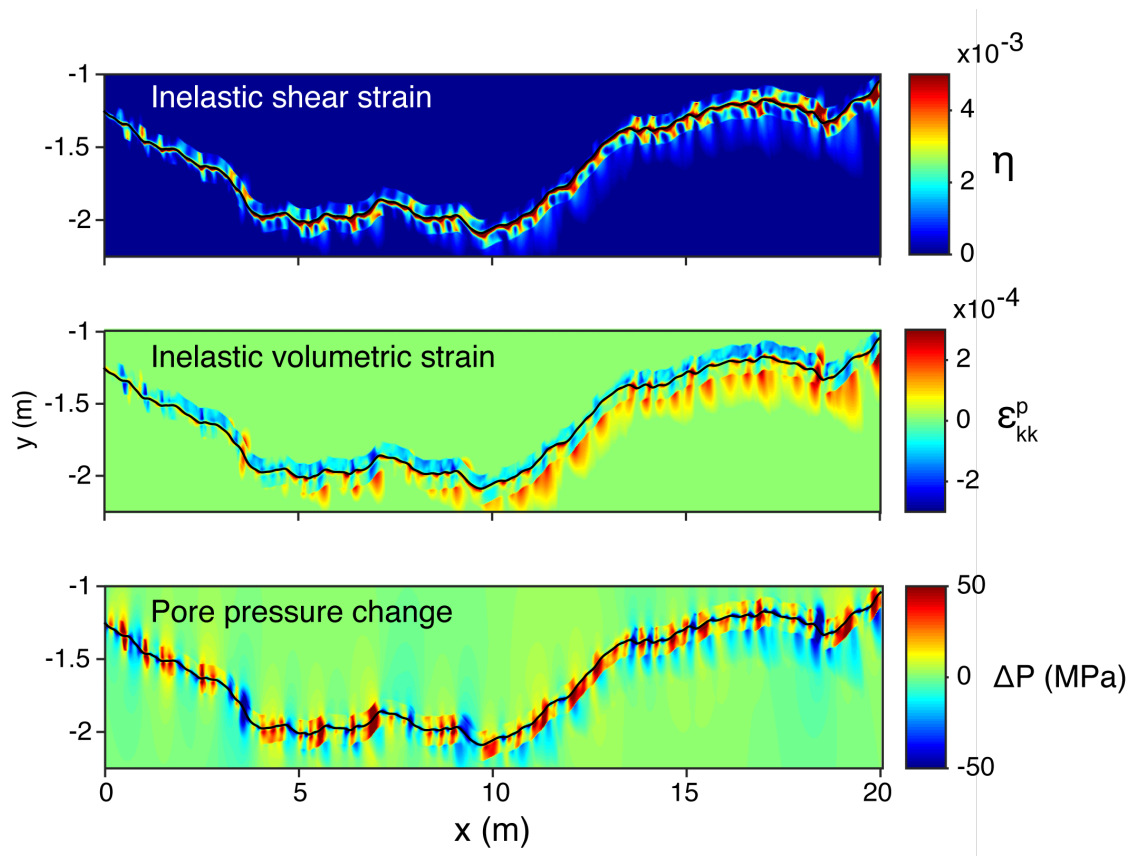 x10-3
-1
Inelastic shear strain
4
-1.5
η
2
-2
0
x10-4
-1
Inelastic volumetric strain
2
-1.5
0
εpkk
y (m)
-2
-2
-1
50
Pore pressure change
-1.5
0
ΔP (MPa)
-2
-50
0 5 10 15 20
x (m)